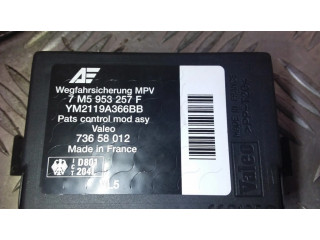 AE
Wegfahrsicherung MPV
7 M5 953 257 F
YM2119A366BB
Pats control mod asy
Valeo
736 58 012
Made in France
D801
204L
Valeo